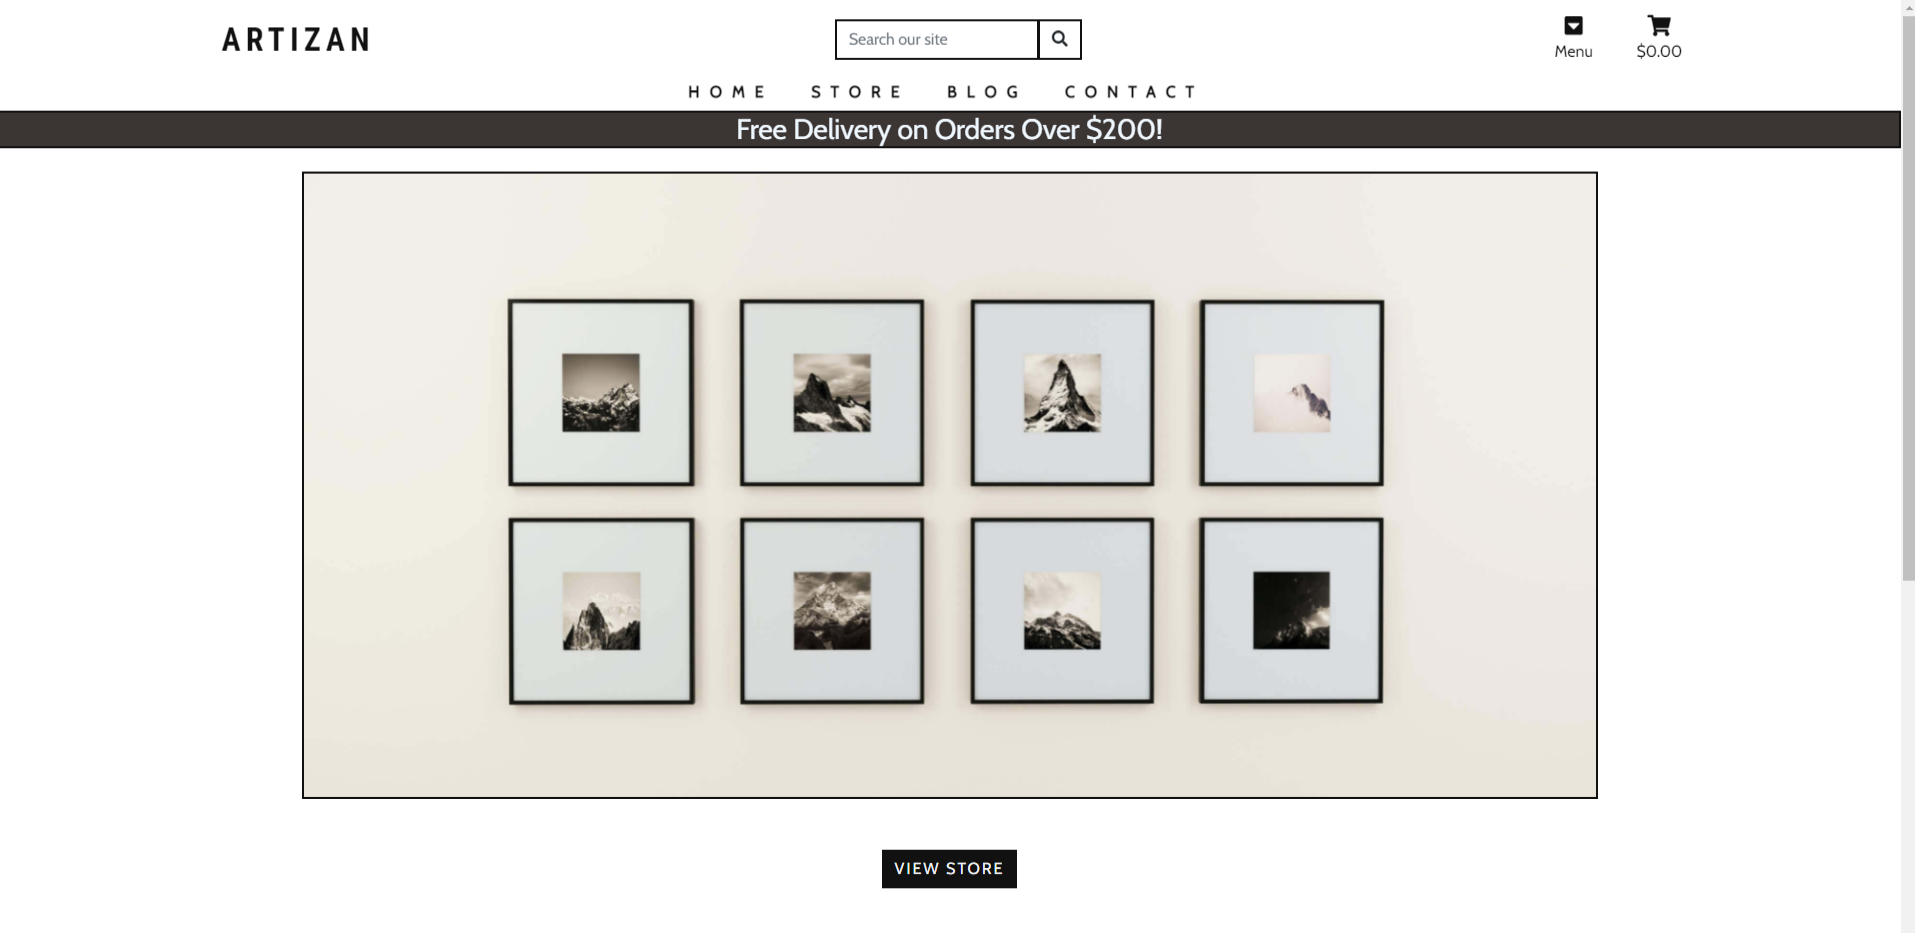 ARTIZAN
Search our site
Menu
$0.00
HOME STORE BLOG CONTACT
Free Delivery on Orders Over $200!
VIEW STORE